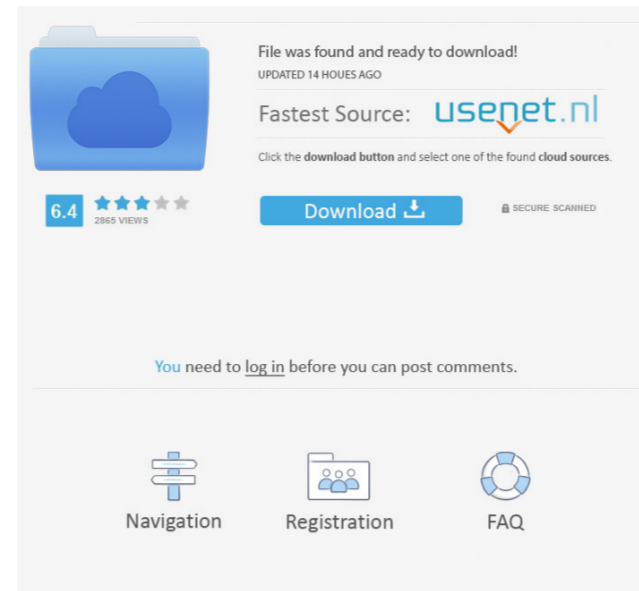 File was found and ready to download!
UPDATED 14 HOUES AGO
Fastest Source: usenet.nl
Click the download button and select one of the found cloud sources.
6.4
2865 VIEWS
Download
SECURE SCANNED
You need to log in before you can post comments.
Navigation
Registration
FAQ